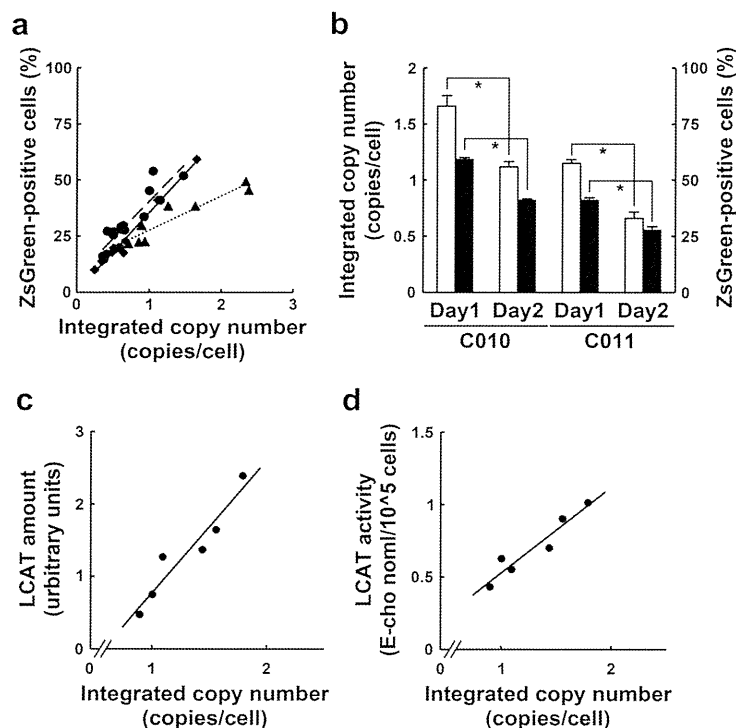 a
ZsGreen-positive cells (%)
100
75
50
25
0
0 1 2 3
Integrated copy number
(copies/cell)
b
Integrated copy number
(copies/cell)
2
1.5
1
0.5
0
* * * *
100
75
50
25
0
ZsGreen-positive cells (%)
Day1 Day2 Day1 Day2
C010 C011
c
LCAT amount
(urbitrary units)
3
2
1
0
0 1 2
Integrated copy number
(copies/cell)
d
LCAT activity
(E-cho noml/10^5 cells)
1.5
1
0.5
0
0 1 2
Integrated copy number
(copies/cell)